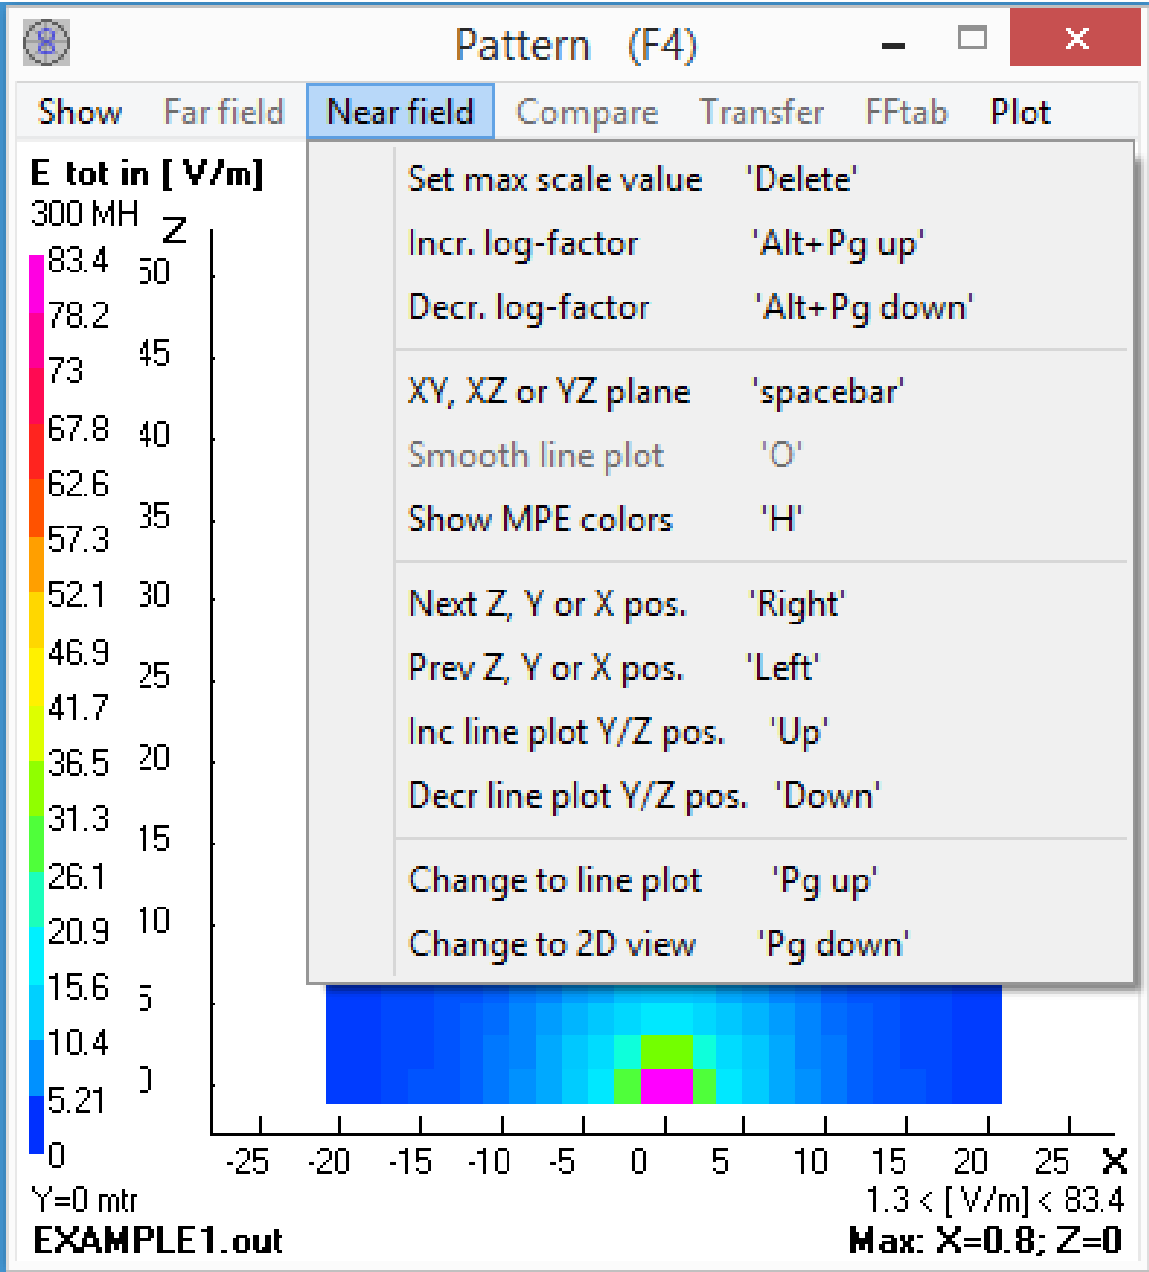 Pattern (F4)
Show Far field Near field Compare Transfer FFtab Plot
E tot in [ V/m]
300 MH
Z
83.4
78.2
73
67.8
62.6
57.3
52.1
46.9
41.7
36.5
31.3
26.1
20.9
15.6
10.4
5.21
0
50
45
40
35
30
25
20
15
10
5
0
Set max scale value 'Delete'
Incr. log-factor 'Alt+Pg up'
Decr. log-factor 'Alt+Pg down'
XY, XZ or YZ plane 'spacebar'
Smooth line plot 'O'
Show MPE colors 'H'
Next Z, Y or X pos. 'Right'
Prev Z, Y or X pos. 'Left'
Inc line plot Y/Z pos. 'Up'
Decr line plot Y/Z pos. 'Down'
Change to line plot 'Pg up'
Change to 2D view 'Pg down'
-25 -20 -15 -10 -5 0 5 10 15 20 25 X
Y=0 mtr
1.3 < [ V/m] < 83.4
EXAMPLE1.out
Max: X=0.8; Z=0